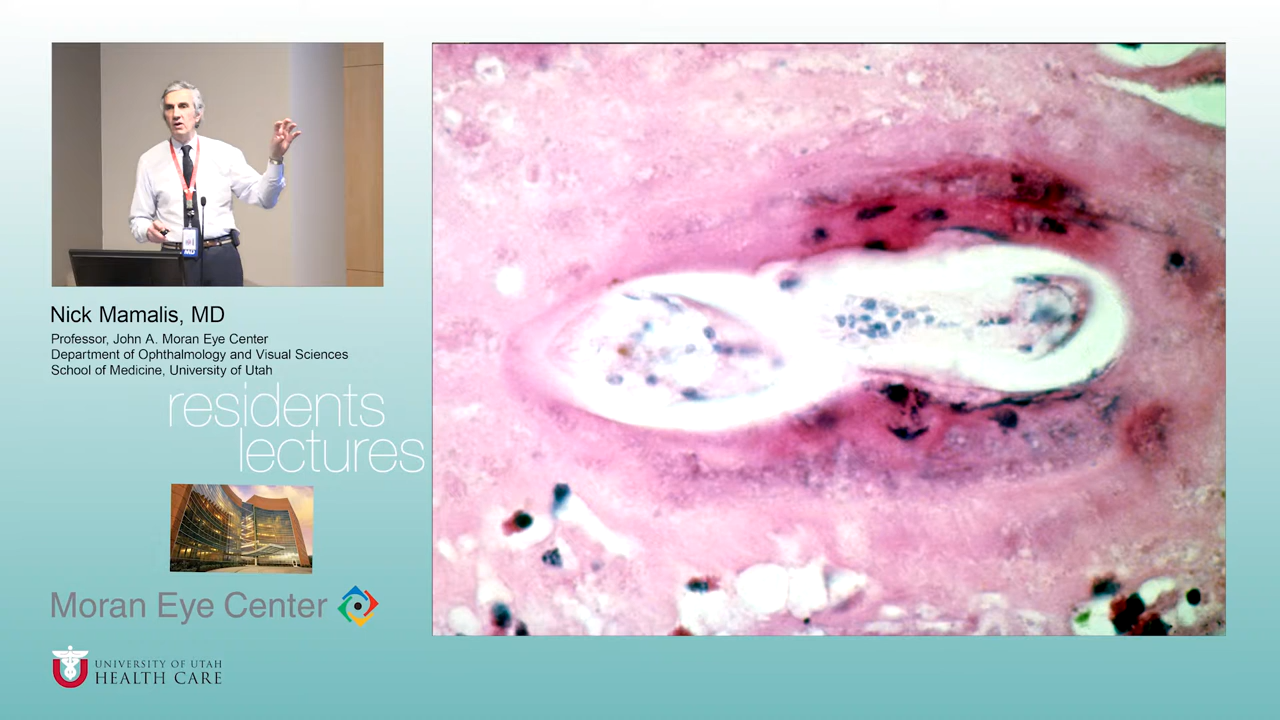 Nick Mamalis, MD
Professor, John A. Moran Eye Center
Department of Ophthalmology and Visual Sciences
School of Medicine, University of Utah
residents
lectures
Moran Eye Center
UNIVERSITY OF UTAH
HEALTH CARE